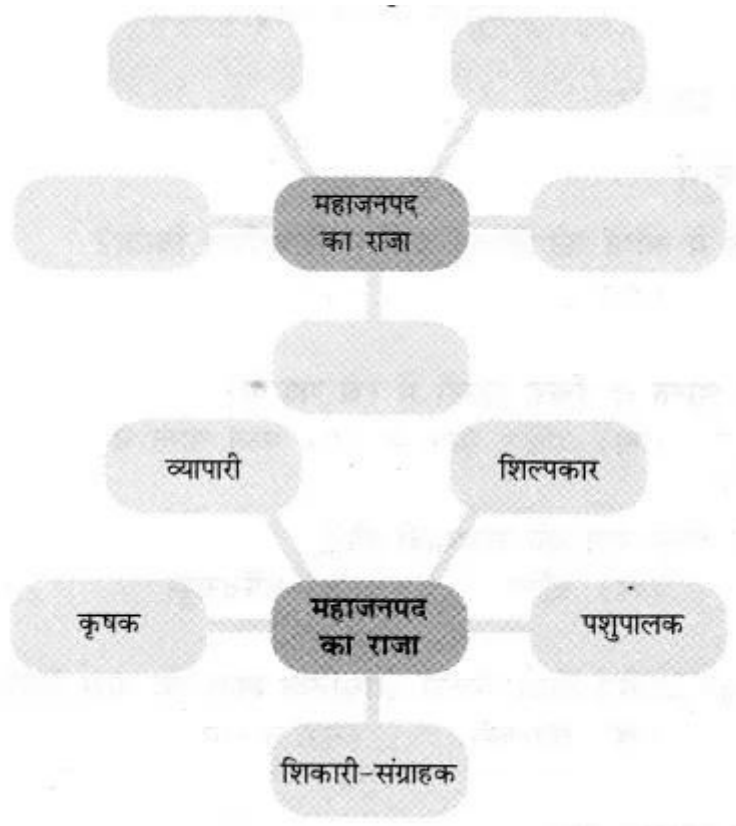 महाजनपद
का राजा
व्यापारी
शिल्पकार
कृषक
महाजनपद
का राजा
पशुपालक
शिकारी-संग्राहक